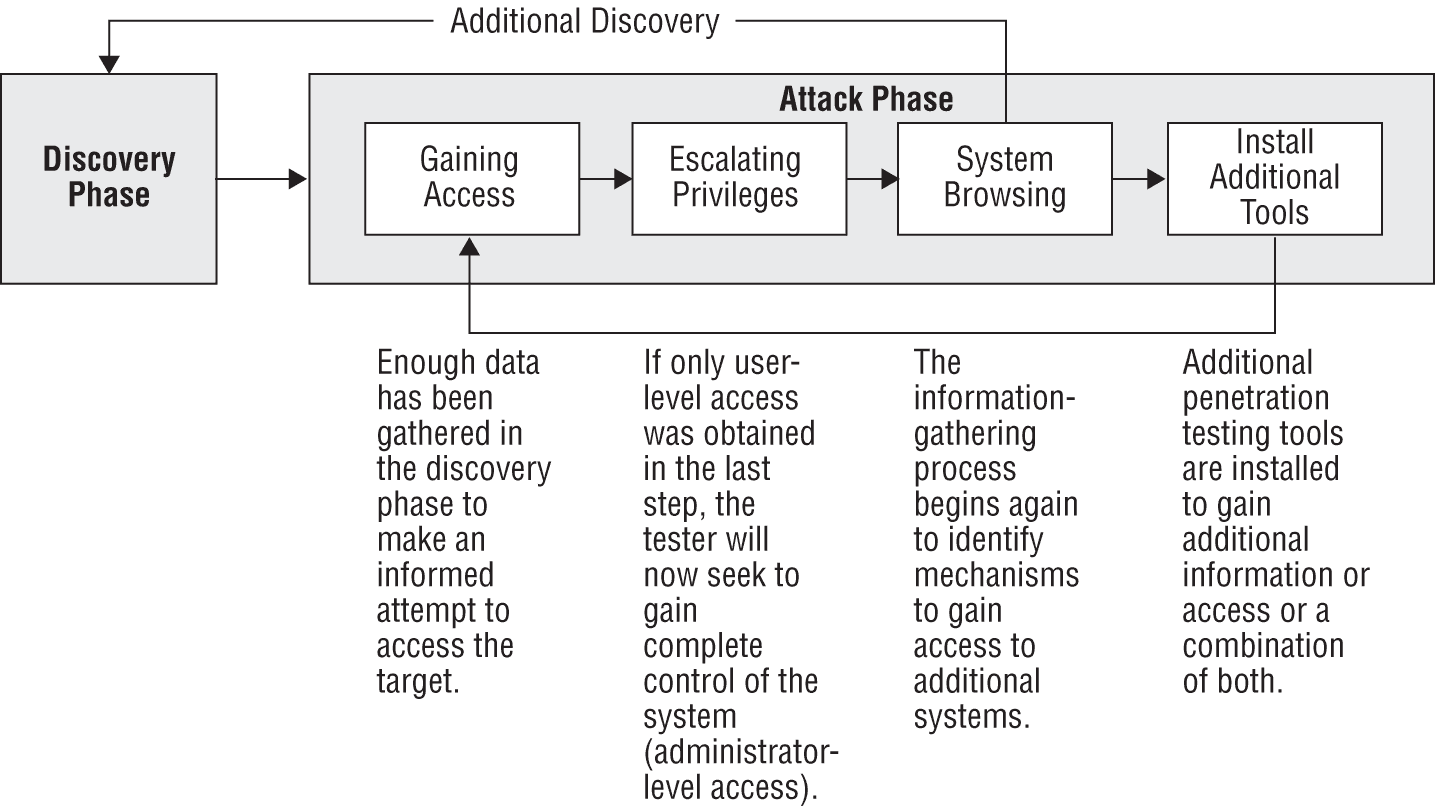 Additional Discovery
Discovery
Phase
Attack Phase
Gaining
Access
Escalating
Privileges
System
Browsing
Install
Additional
Tools
Enough data
has been
gathered in
the discovery
phase to
make an
informed
attempt to
access the
target.
If only user-
level access
was obtained
in the last
step, the
tester will
now seek to
gain
complete
control of the
system
(administrator-
level access).
The
information-
gathering
process
begins again
to identify
mechanisms
to gain
access to
additional
systems.
Additional
penetration
testing tools
are installed
to gain
additional
information or
access or a
combination
of both.